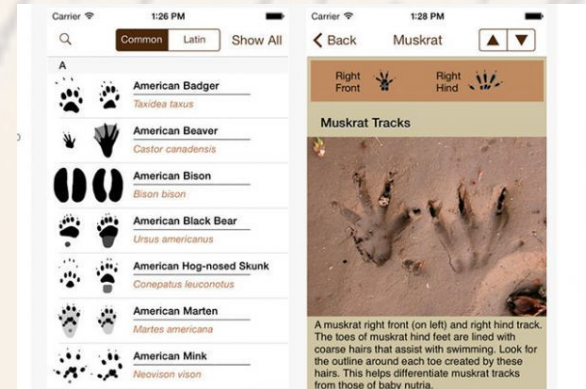 Carrier 1:26 PM
Common Latin Show All
A
American Badger
Taxidea taxus
American Beaver
Castor canadensis
American Bison
Bison bison
American Black Bear
Ursus americanus
American Hog-nosed Skunk
Conepatus leuconotus
American Marten
Martes americana
American Mink
Neovison vison
Carrier 1:28 PM
Back Muskrat
Right Front
Right Hind
Muskrat Tracks
A muskrat right front (on left) and right hind track.
The toes of muskrat hind feet are lined with
coarse hairs that assist with swimming. Look for
the outline around each toe created by these
hairs. This helps differentiate muskrat tracks
from those of baby nutria.